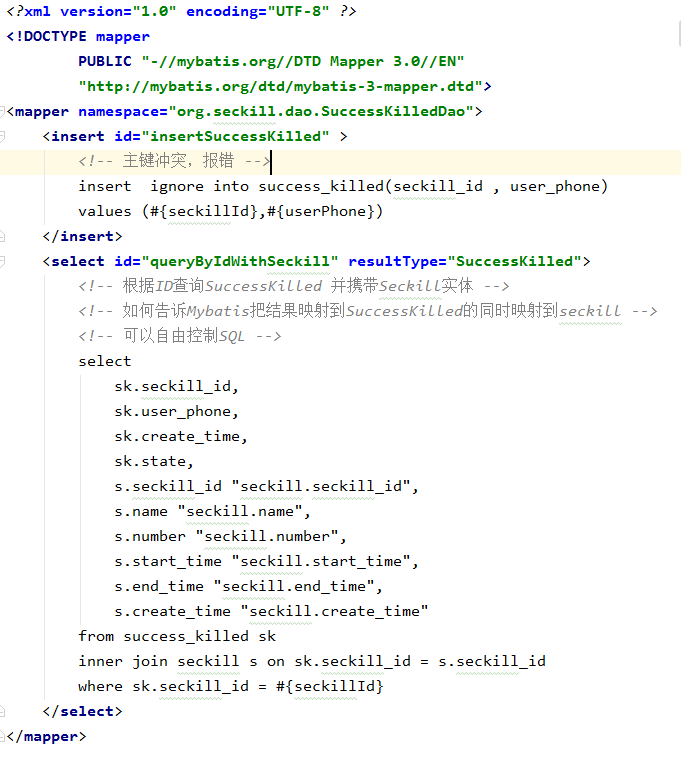 <?xml version="1.0" encoding="UTF-8" ?>
<!DOCTYPE mapper
        PUBLIC "-//mybatis.org//DTD Mapper 3.0//EN"
        "http://mybatis.org/dtd/mybatis-3-mapper.dtd">
<mapper namespace="org.seckill.dao.SuccessKilledDao">
    <insert id="insertSuccessKilled" >
        <!-- 主键冲突，报错 -->
        insert  ignore into success_killed(seckill_id , user_phone)
        values (#{seckillId},#{userPhone})
    </insert>
    <select id="queryByIdWithSeckill" resultType="SuccessKilled">
        <!-- 根据ID查询SuccessKilled 并携带Seckill实体 -->
        <!-- 如何告诉Mybatis把结果映射到SuccessKilled的同时映射到seckill -->
        <!-- 可以自由控制SQL -->
        select
            sk.seckill_id,
            sk.user_phone,
            sk.create_time,
            sk.state,
            s.seckill_id "seckill.seckill_id",
            s.name "seckill.name",
            s.number "seckill.number",
            s.start_time "seckill.start_time",
            s.end_time "seckill.end_time",
            s.create_time "seckill.create_time"
        from success_killed sk
        inner join seckill s on sk.seckill_id = s.seckill_id
        where sk.seckill_id = #{seckillId}
    </select>
</mapper>